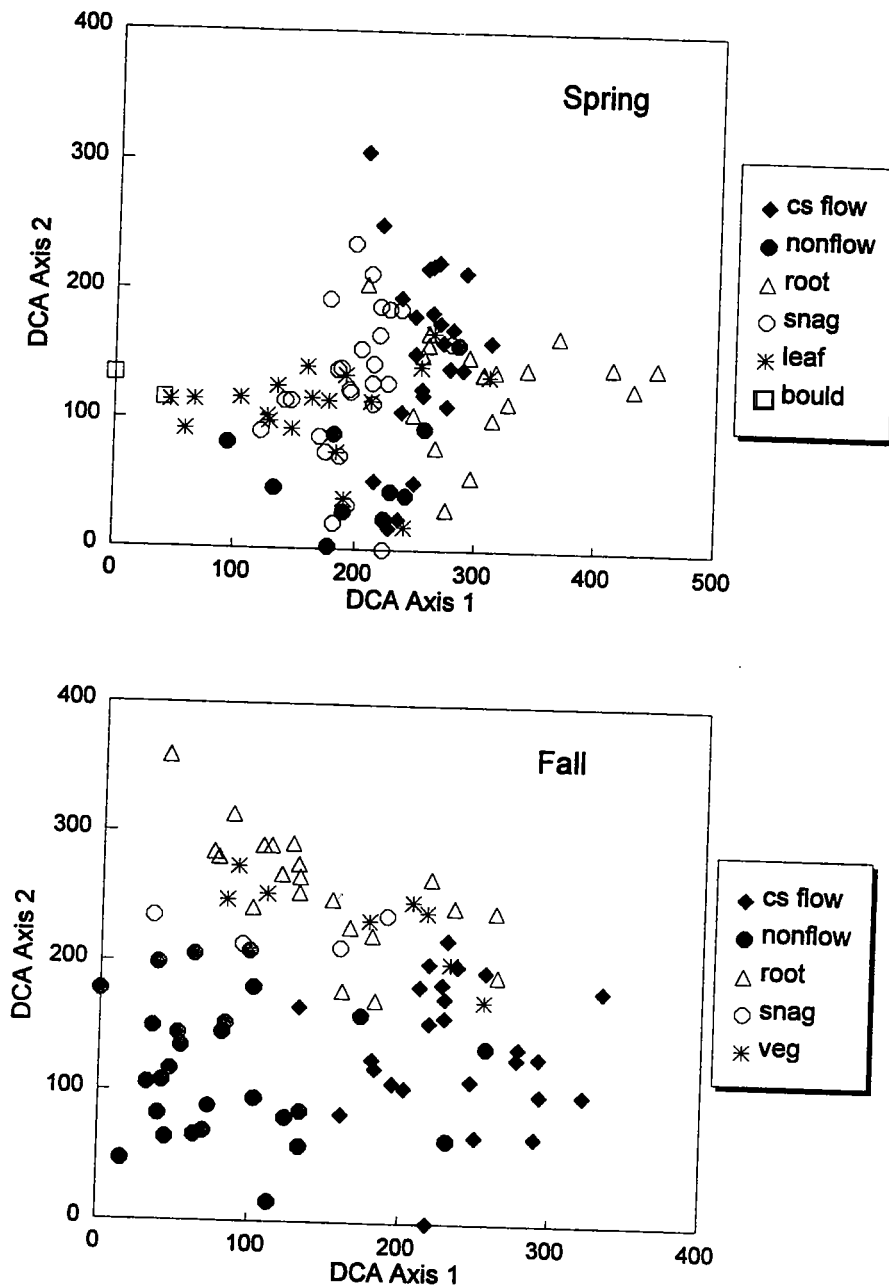 400
300
200
100
0
DCA Axis 2
Spring
0
100
200
300
400
500
DCA Axis 1
cs flow
nonflow
root
snag
leaf
bould
400
300
200
100
0
DCA Axis 2
Fall
0
100
200
300
400
DCA Axis 1
cs flow
nonflow
root
snag
veg